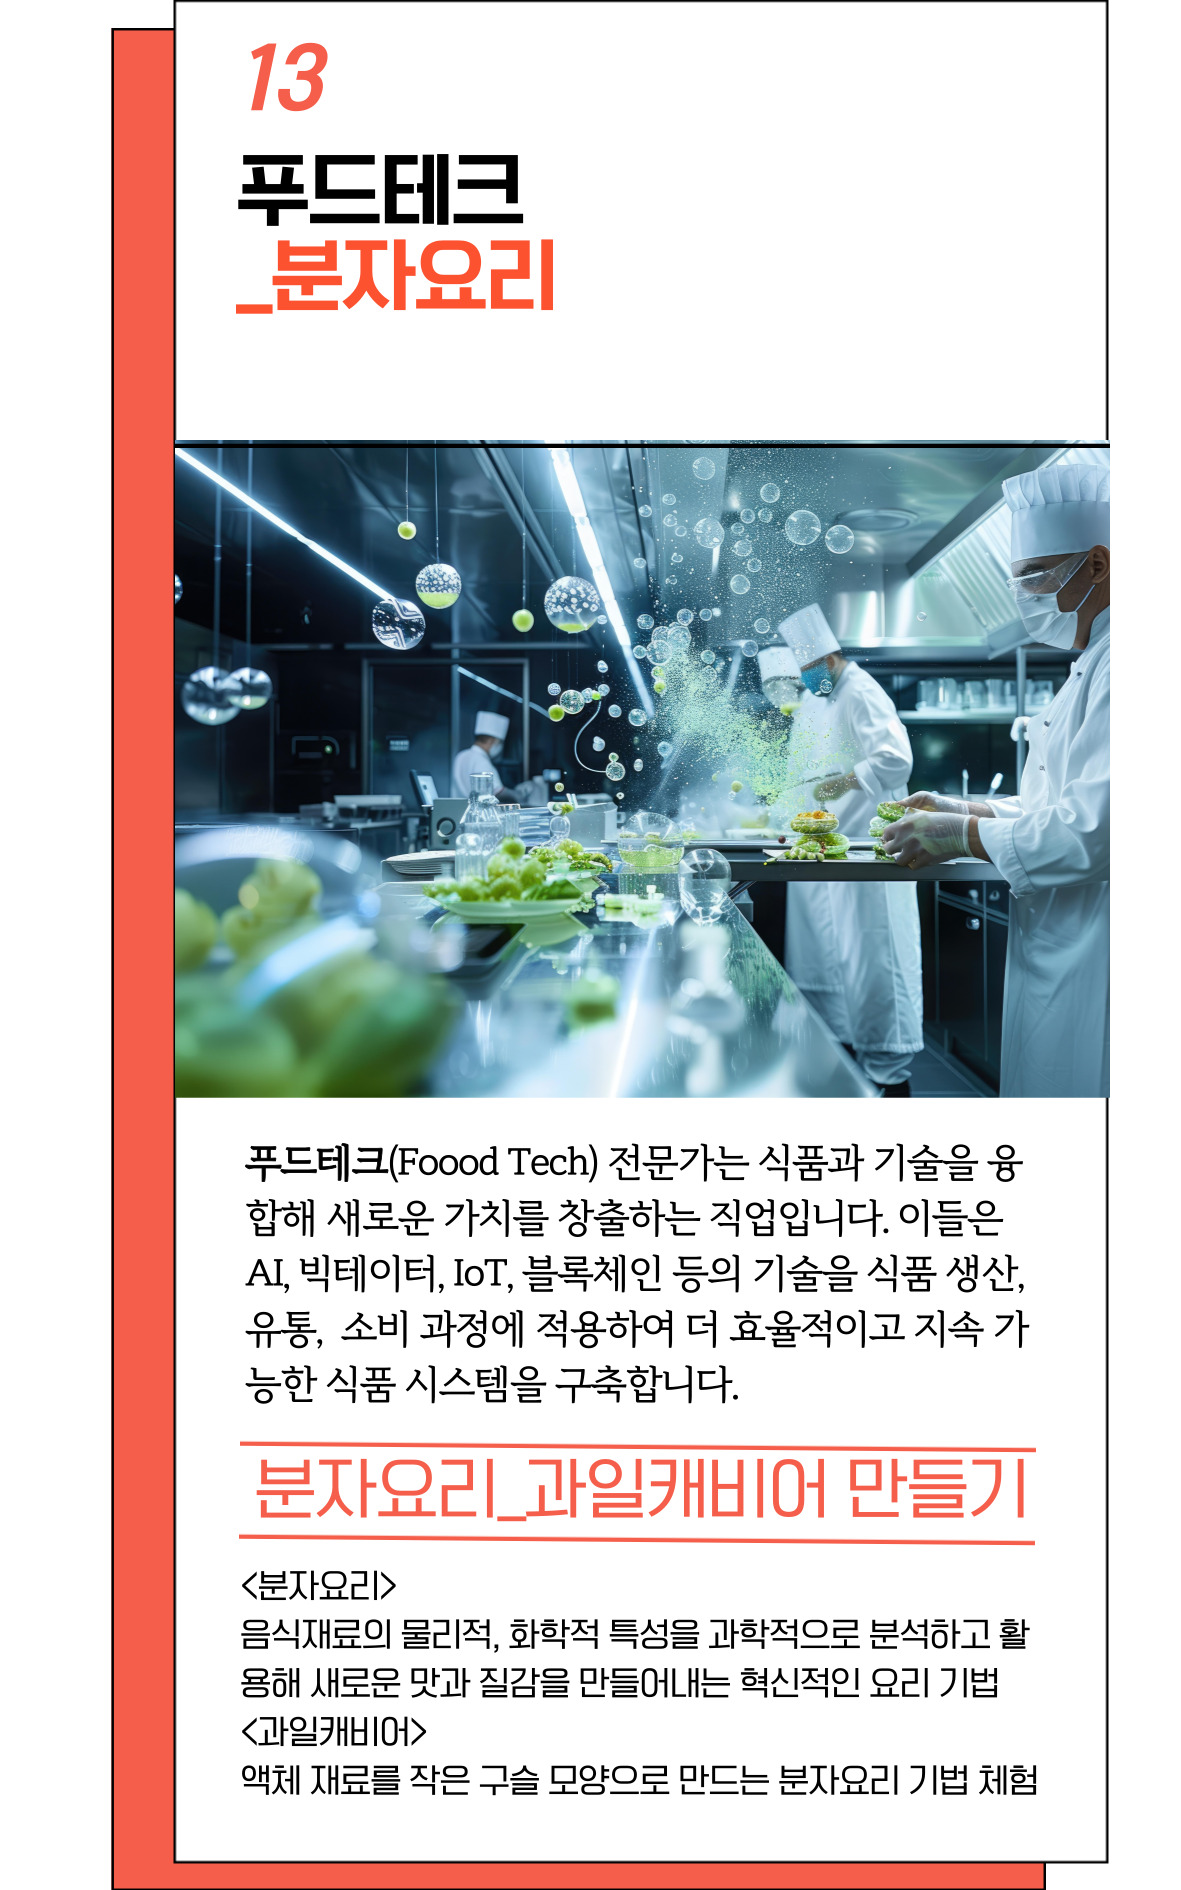 13
푸드테크
_분자요리
푸드테크(Foood Tech) 전문가는 식품과 기술을 융
합해 새로운 가치를 창출하는 직업입니다. 이들은
AI, 빅테이터, IoT, 블록체인 등의 기술을 식품 생산,
유통, 소비 과정에 적용하여 더 효율적이고 지속 가
능한 식품 시스템을 구축합니다.
분자요리_과일캐비어 만들기
<분자요리>
음식재료의 물리적, 화학적 특성을 과학적으로 분석하고 활
용해 새로운 맛과 질감을 만들어내는 혁신적인 요리 기법
<과일캐비어>
액체 재료를 작은 구슬 모양으로 만드는 분자요리 기법 체험